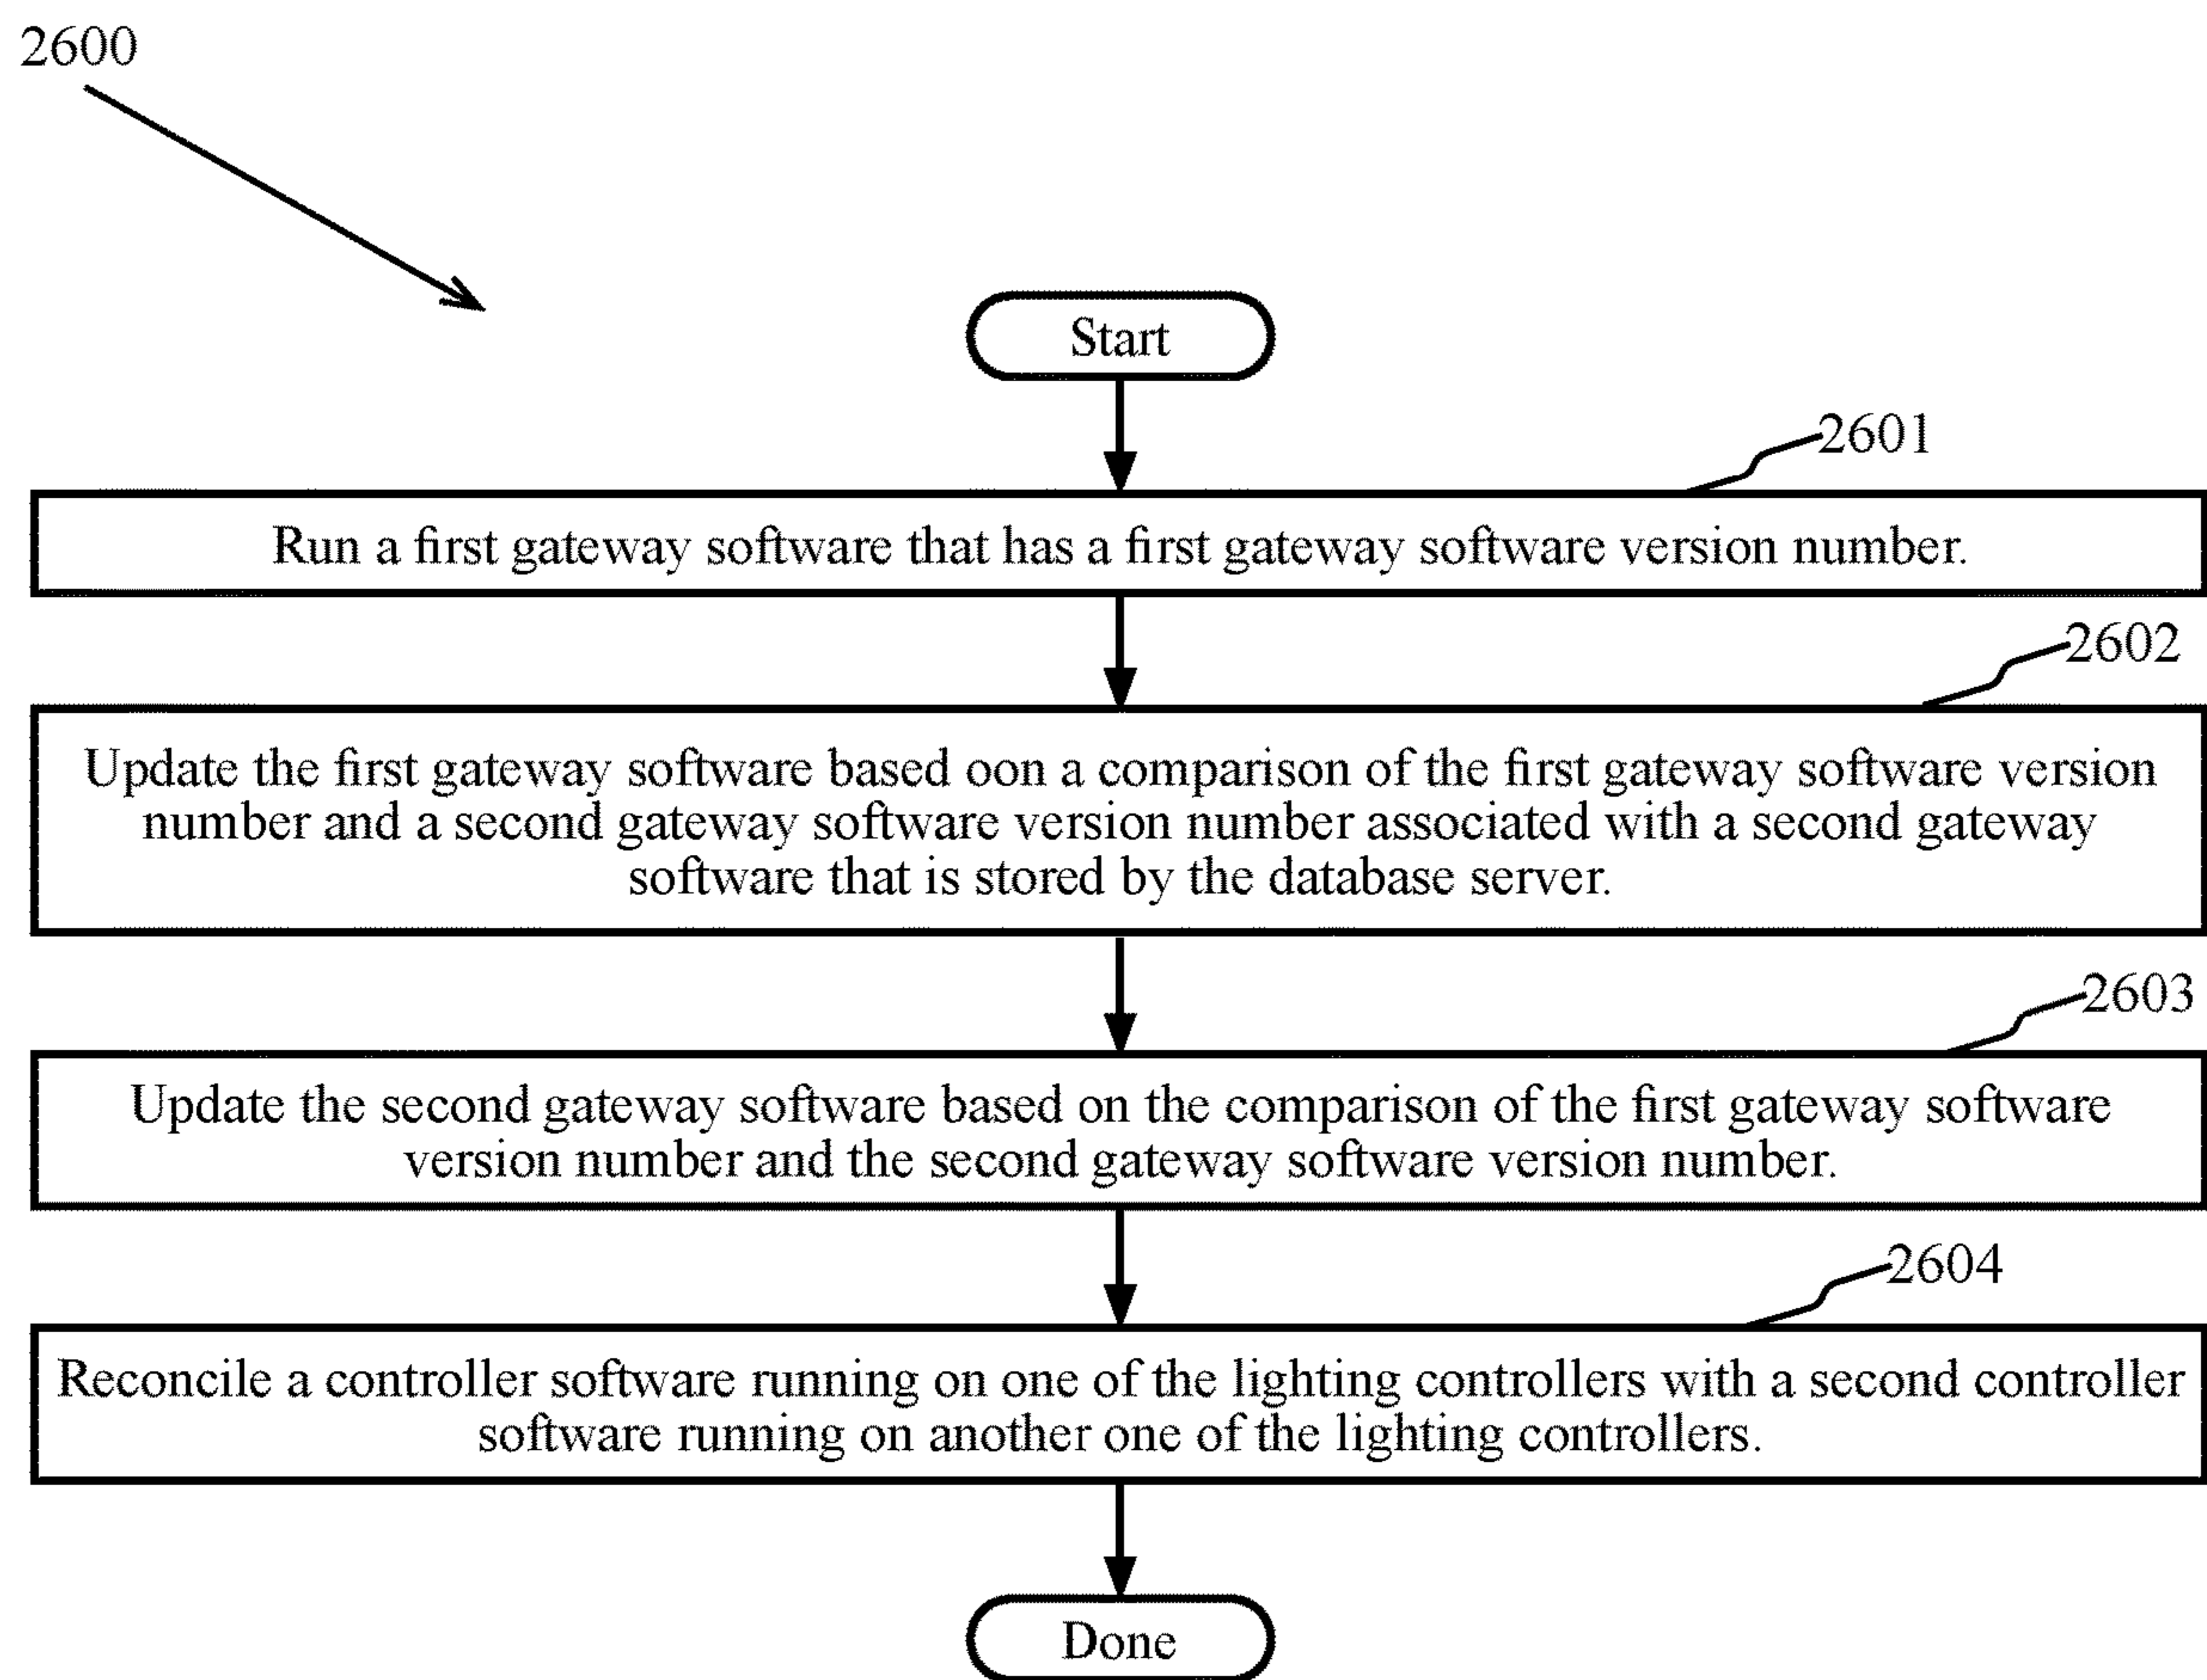 2600
Start
2601
Run a first gateway software that has a first gateway software version number.
2602
Update the first gateway software based oon a comparison of the first gateway software version
number and a second gateway software version number associated with a second gateway
software that is stored by the database server.
2603
Update the second gateway software based on the comparison of the first gateway software
version number and the second gateway software version number.
2604
Reconcile a controller software running on one of the lighting controllers with a second controller
software running on another one of the lighting controllers.
Done